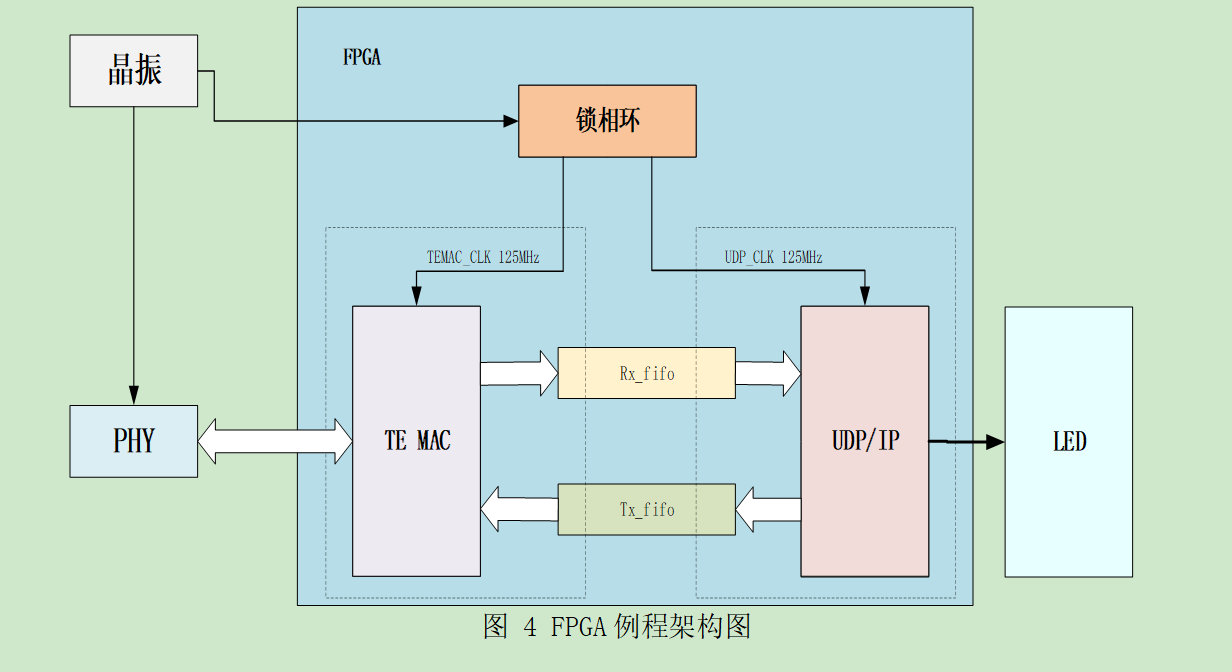 晶振
FPGA
锁相环
TEMAC_CLK 125MHz
UDP_CLK 125MHz
Rx_fifo
PHY
TE MAC
UDP/IP
LED
Tx_fifo
图 4 FPGA 例程架构图